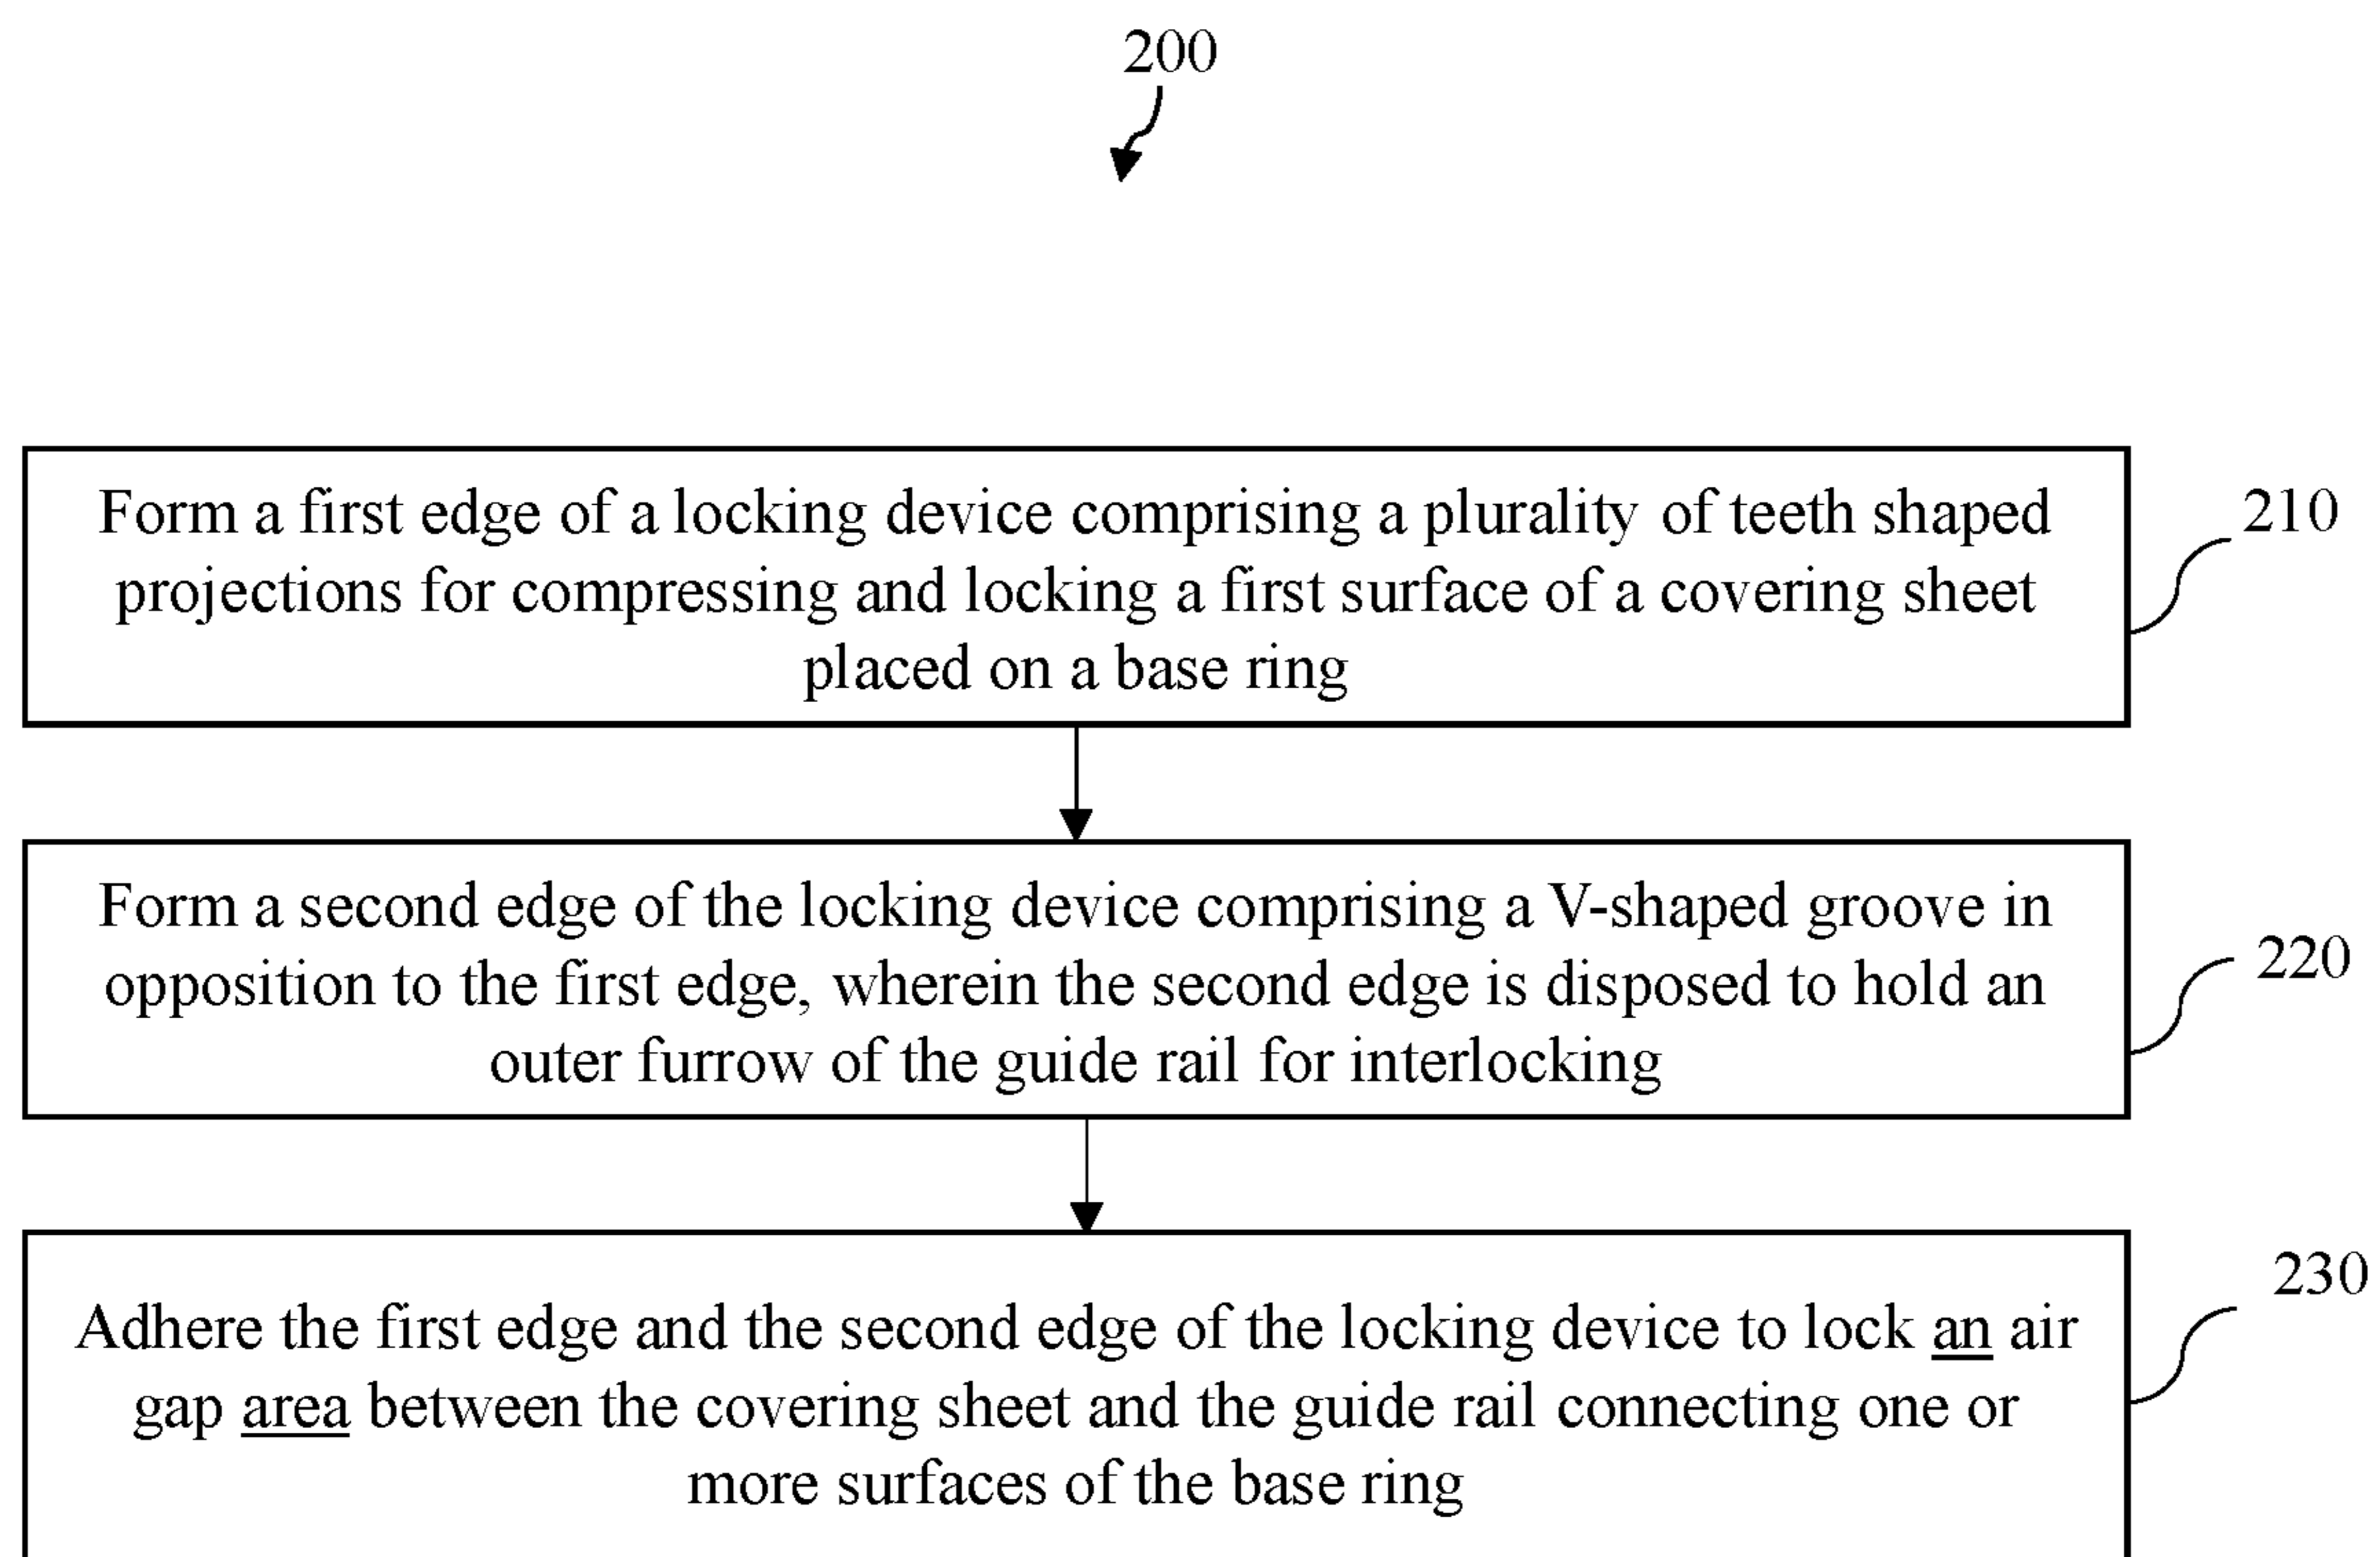 200
Form a first edge of a locking device comprising a plurality of teeth shaped
projections for compressing and locking a first surface of a covering sheet
placed on a base ring
210
Form a second edge of the locking device comprising a V-shaped groove in
opposition to the first edge, wherein the second edge is disposed to hold an
outer furrow of the guide rail for interlocking
220
Adhere the first edge and the second edge of the locking device to lock an air
gap area between the covering sheet and the guide rail connecting one or
more surfaces of the base ring
230